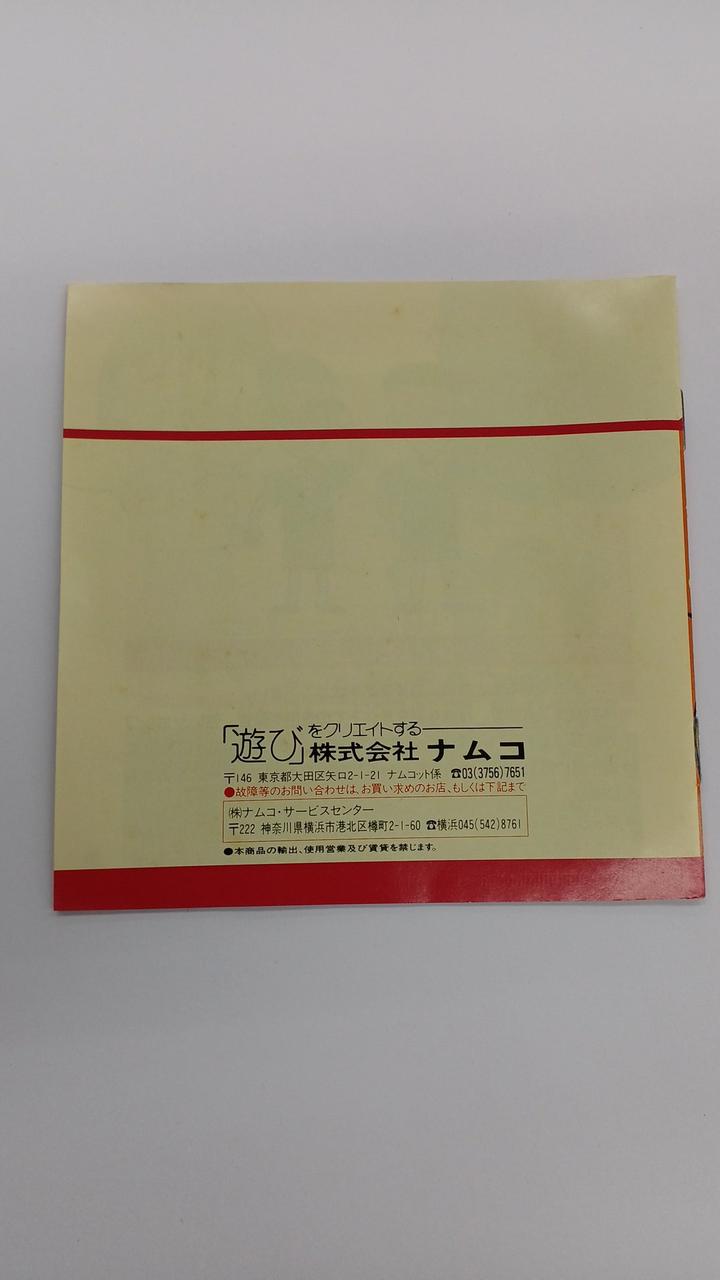 「遊び」をクリエイトする
株式会社 ナムコ
〒146 東京都大田区矢口2-1-21 ナムコット係 ☎03(3756)7651
●故障等のお問い合わせは、お買い求めのお店、もしくは下記まで
㈱ナムコ・サービスセンター
〒222 神奈川県横浜市港北区樽町2-1-60 ☎横浜045(542)8761
●本商品の輸出、使用営業及び賃貸を禁じます。